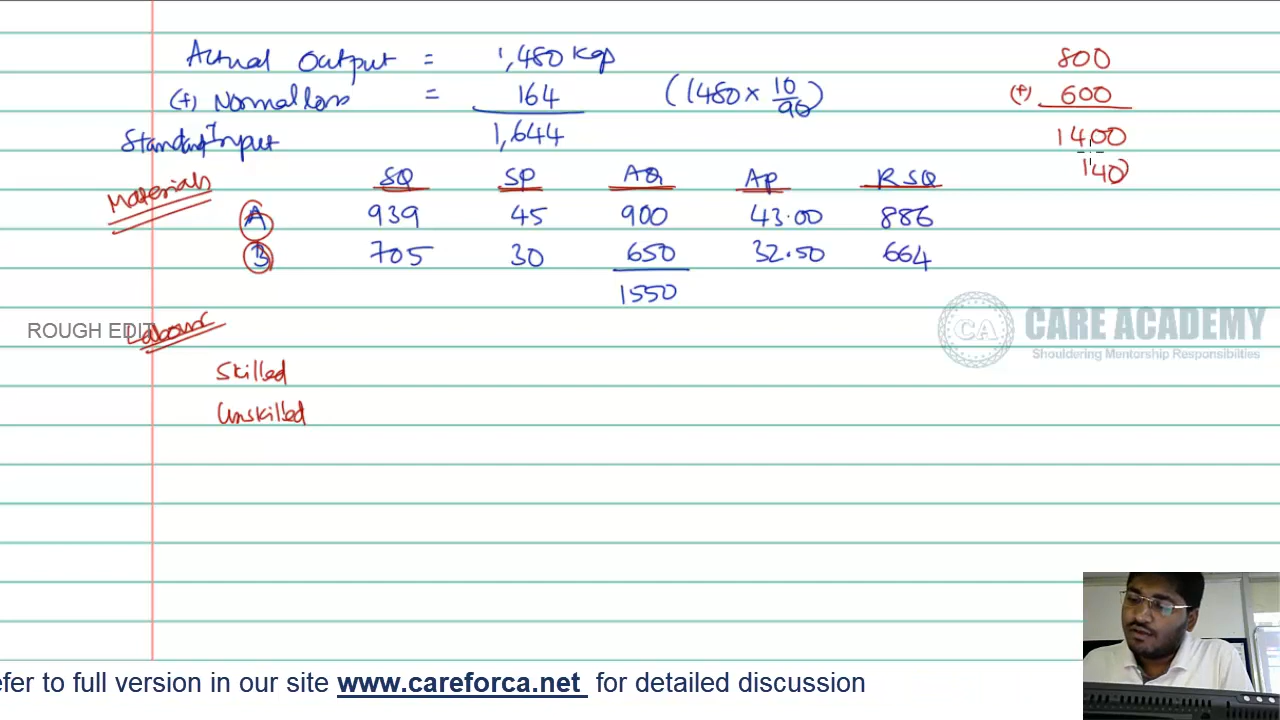 Actual Output = 1,480 Kgs
(+) Normal loss = 164 (1480 × 10/90)
Standard Input 1,644
800
(+) 600
1400
140
Materials
SQ SP AQ AP RSQ
A 939 45 900 43.00 886
B 705 30 650 32.50 664
1550
ROUGH EDIT
Labour
Skilled
Unskilled
CA
CARE ACADEMY
Shouldering Mentorship Responsibilties
efer to full version in our site www.careforca.net for detailed discussion